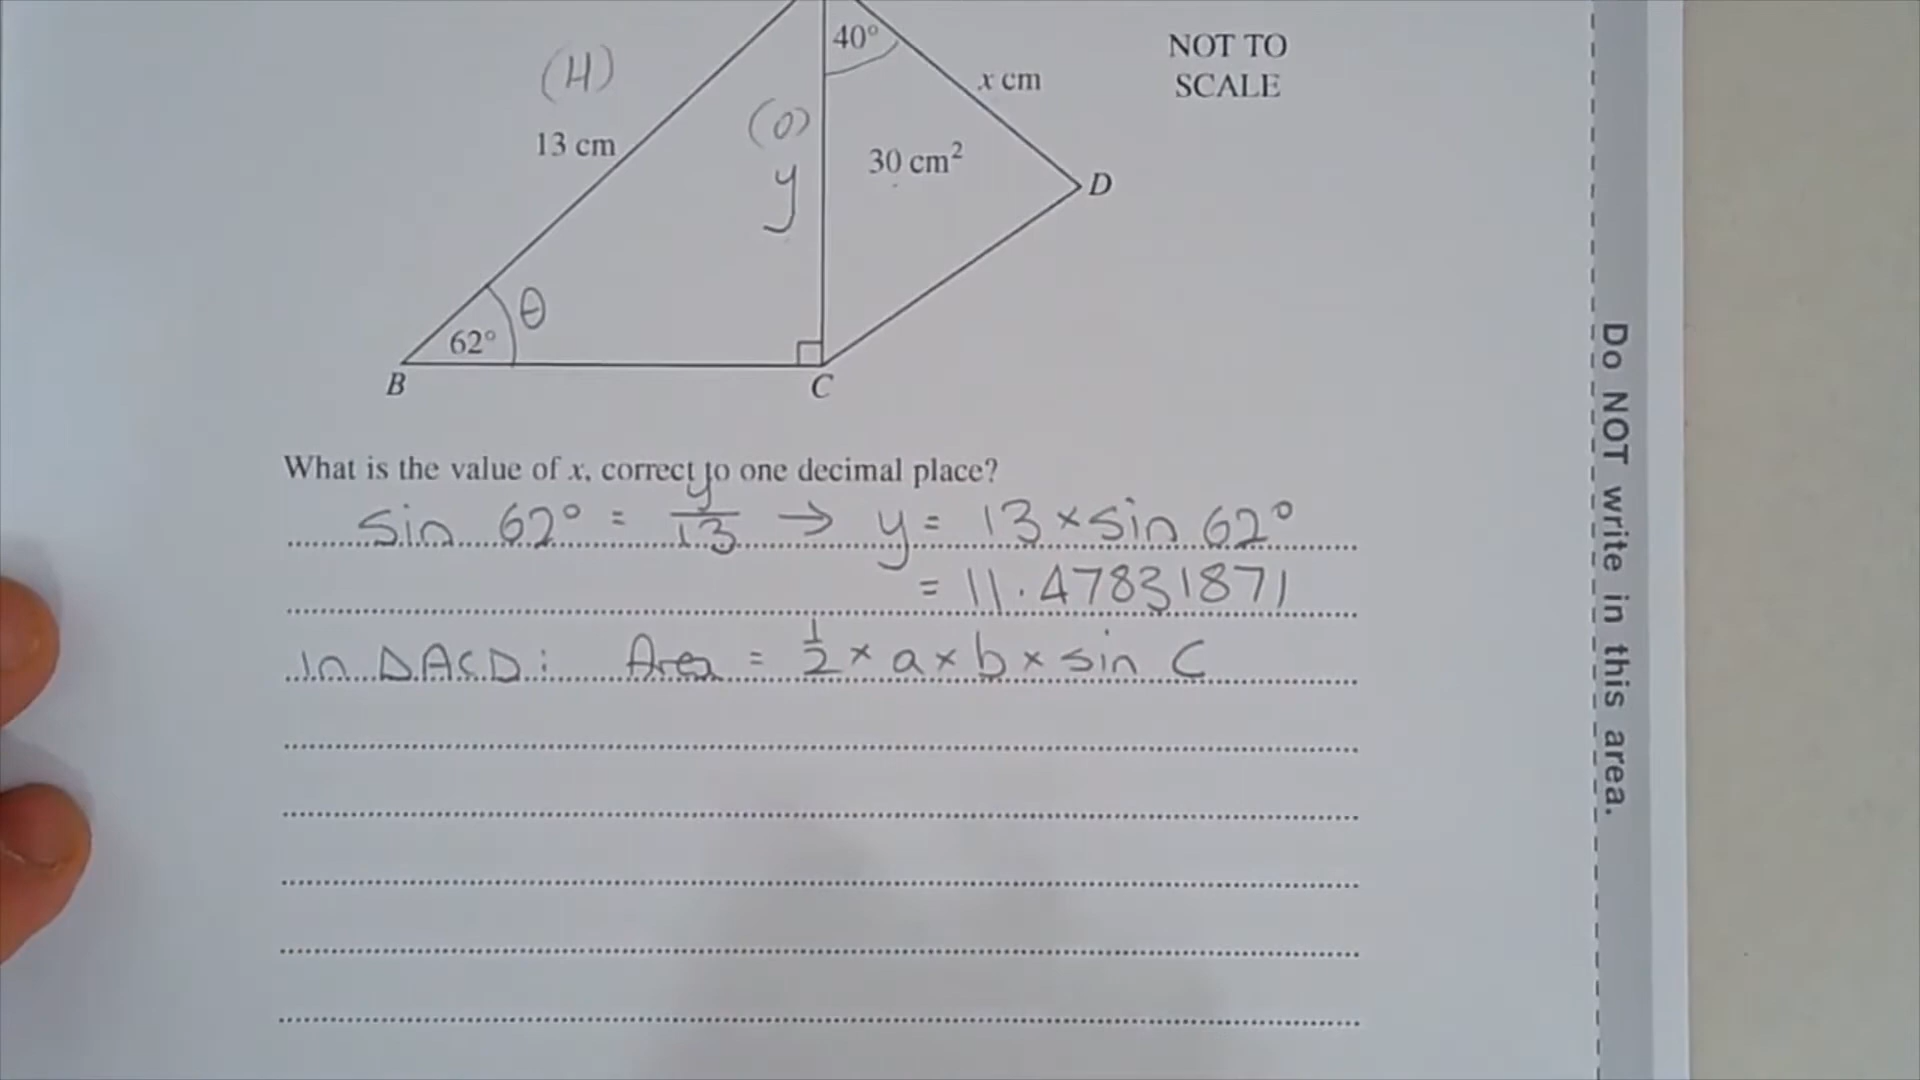 40°
NOT TO
SCALE
(H)
x cm
13 cm
(O)
30 cm²
y
D
62°
θ
B
C
What is the value of x, correct to one decimal place?
sin 62° = y/13 → y = 13 × sin 62°
= 11.47831871
In ΔACD: Area = 1/2 × a × b × sin C
Do NOT write in this area.